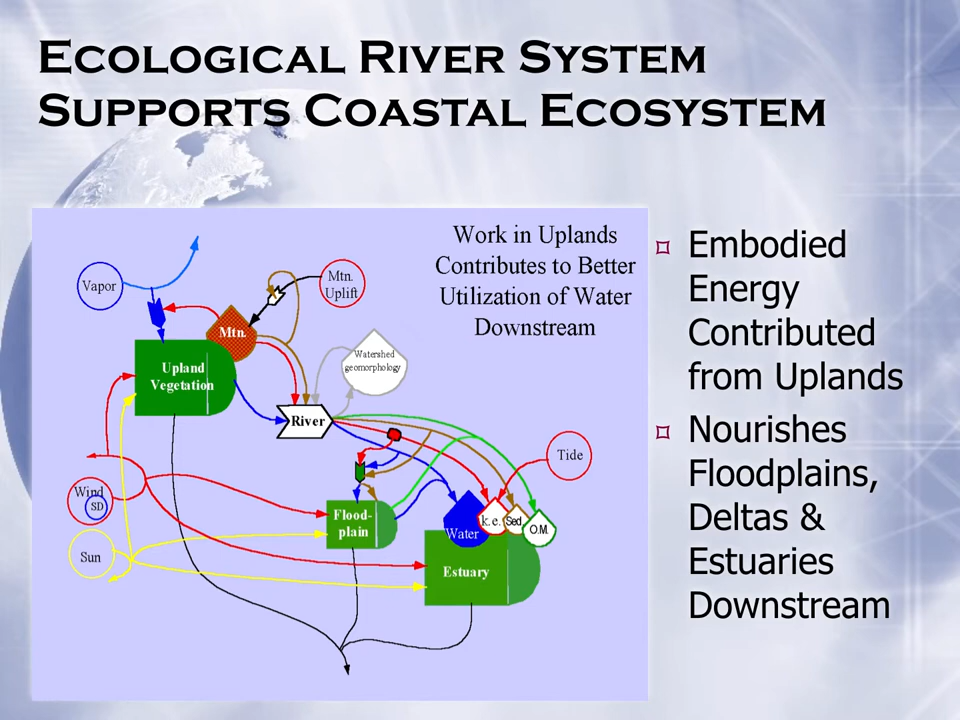 Ecological River System
Supports Coastal Ecosystem
Work in Uplands
Contributes to Better
Utilization of Water
Downstream
Vapor
Mtn.
Uplift
Mtn.
Upland
Vegetation
Watershed
geomorphology
River
Tide
Wind
SD
Sun
Flood-
plain
Water
k.e.
Sed.
O.M.
Estuary
¤ Embodied
Energy
Contributed
from Uplands
¤ Nourishes
Floodplains,
Deltas &
Estuaries
Downstream